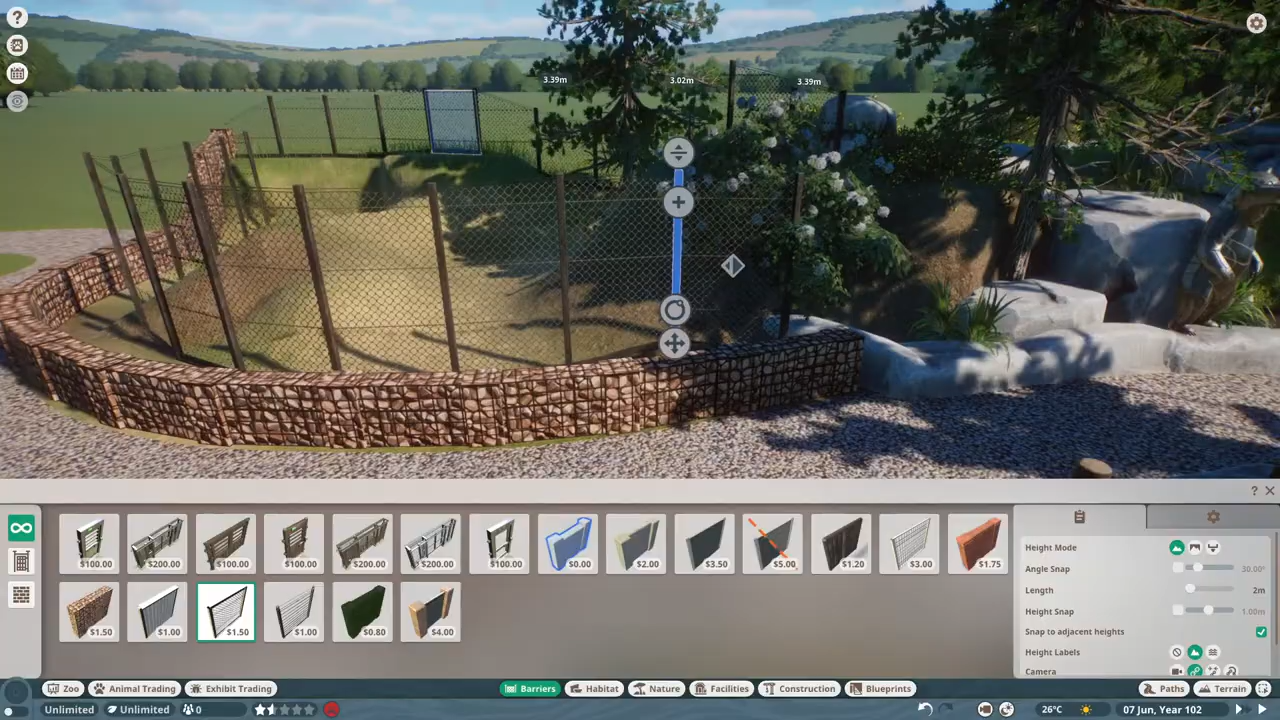 ?
3.39m 3.02m 3.39m
? ×
$100.00 $200.00 $100.00 $100.00 $200.00 $200.00 $100.00 $0.00 $2.00 $3.50 $5.00 $1.20 $3.00 $1.75
$1.50 $1.00 $1.50 $1.00 $0.80 $4.00
Height Mode
Angle Snap 30.00°
Length 2m
Height Snap 1.00m
Snap to adjacent heights
Height Labels
Camera
Zoo Animal Trading Exhibit Trading Barriers Habitat Nature Facilities Construction Blueprints Paths Terrain
Unlimited Unlimited 0 26°C 07 Jun, Year 102